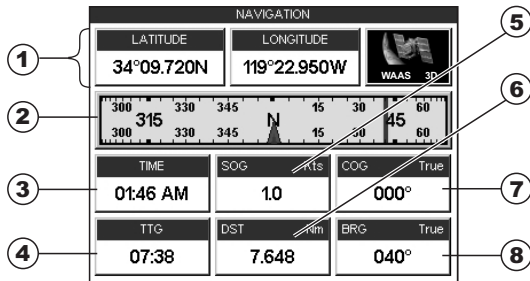 NAVIGATION
LATITUDE LONGITUDE
34°09.720N 119°22.950W WAAS 3D
300 330 345 15 30 60
315 N 45
300 330 345 15 30 60
TIME SOG Kts COG True
01:46 AM 1.0 000°
TTG DST Nm BRG True
07:38 7.648 040°
1
2
3
4
5
6
7
8